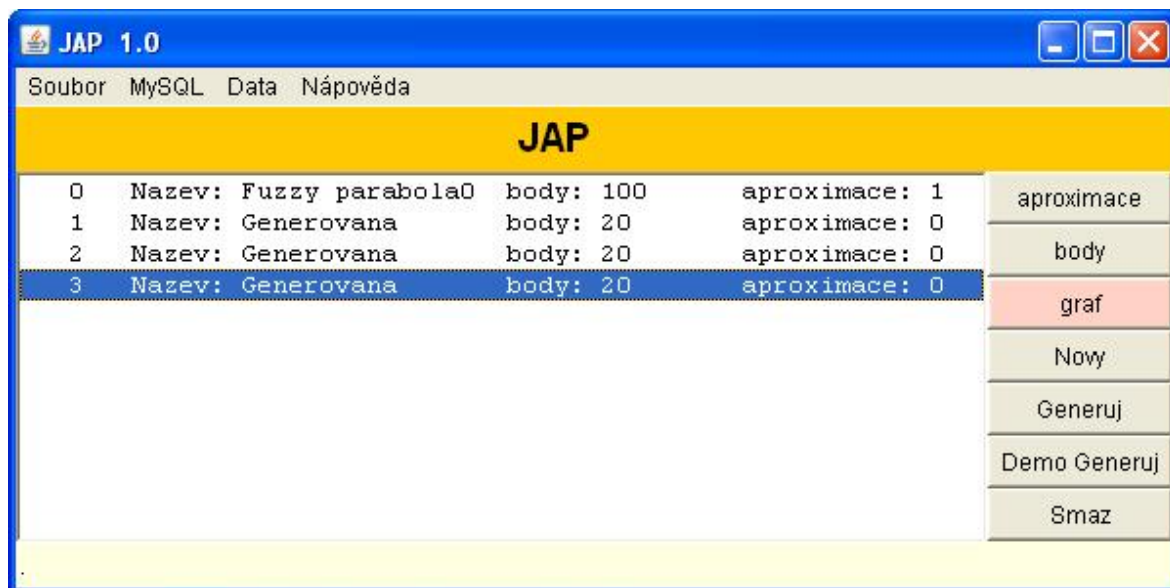 JAP 1.0
Soubor MySQL Data Nápověda
JAP
0 Nazev: Fuzzy parabola0 body: 100 aproximace: 1
1 Nazev: Generovana body: 20 aproximace: 0
2 Nazev: Generovana body: 20 aproximace: 0
3 Nazev: Generovana body: 20 aproximace: 0
aproximace
body
graf
Novy
Generuj
Demo Generuj
Smaz
.